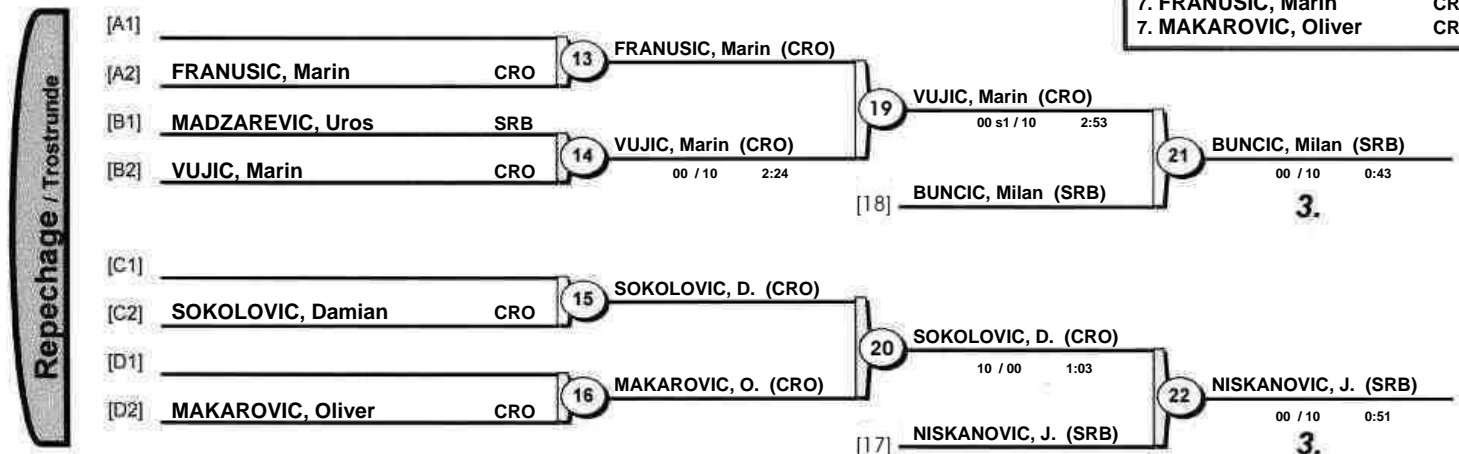 7. FRANUSIC, Marin CR
7. MAKAROVIC, Oliver CR
Repechage / Trostrunde
[A1]
[A2] FRANUSIC, Marin CRO
13
FRANUSIC, Marin (CRO)
[B1] MADZAREVIC, Uros SRB
[B2] VUJIC, Marin CRO
14
VUJIC, Marin (CRO)
00 / 10 2:24
19
VUJIC, Marin (CRO)
00 s1 / 10 2:53
[18] BUNCIC, Milan (SRB)
21
BUNCIC, Milan (SRB)
00 / 10 0:43
3.
[C1]
[C2] SOKOLOVIC, Damian CRO
15
SOKOLOVIC, D. (CRO)
[D1]
[D2] MAKAROVIC, Oliver CRO
16
MAKAROVIC, O. (CRO)
20
SOKOLOVIC, D. (CRO)
10 / 00 1:03
[17] NISKANOVIC, J. (SRB)
22
NISKANOVIC, J. (SRB)
00 / 10 0:51
3.